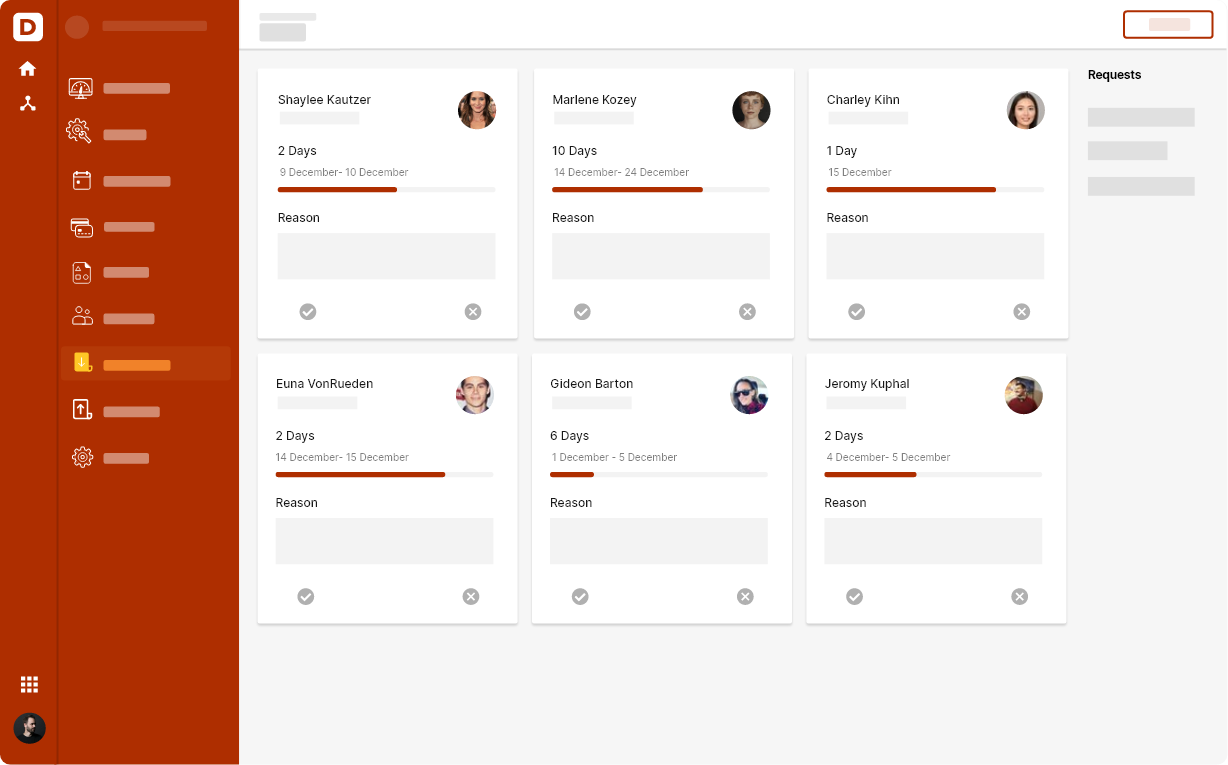 D
Requests
Shaylee Kautzer
2 Days
9 December- 10 December
Reason
Marlene Kozey
10 Days
14 December- 24 December
Reason
Charley Kihn
1 Day
15 December
Reason
Euna VonRueden
2 Days
14 December- 15 December
Reason
Gideon Barton
6 Days
1 December - 5 December
Reason
Jeromy Kuphal
2 Days
4 December- 5 December
Reason